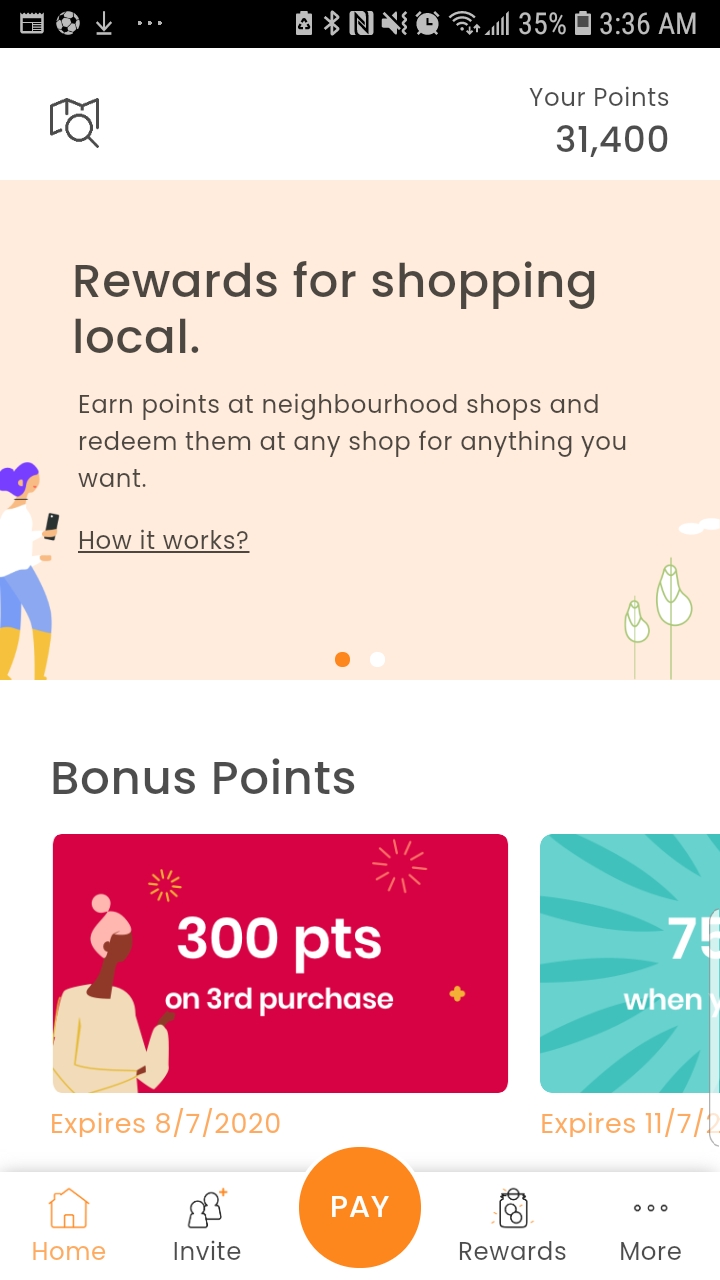 35% 3:36 AM
Your Points
31,400
Rewards for shopping
local.
Earn points at neighbourhood shops and
redeem them at any shop for anything you
want.
How it works?
Bonus Points
300 pts
on 3rd purchase
75
when
Expires 8/7/2020
Expires 11/7/2
PAY
Home
Invite
Rewards
More